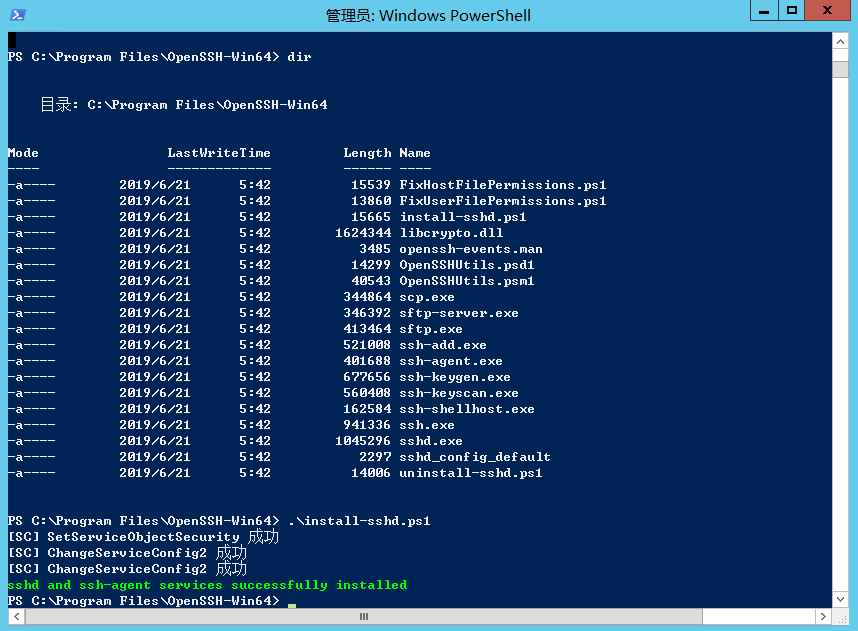 管理员: Windows PowerShell
PS C:\Program Files\OpenSSH-Win64> dir
目录: C:\Program Files\OpenSSH-Win64
Mode LastWriteTime Length Name
---- ------------- ------ ----
-a---- 2019/6/21 5:42 15539 FixHostFilePermissions.ps1
-a---- 2019/6/21 5:42 13860 FixUserFilePermissions.ps1
-a---- 2019/6/21 5:42 15665 install-sshd.ps1
-a---- 2019/6/21 5:42 1624344 libcrypto.dll
-a---- 2019/6/21 5:42 3485 openssh-events.man
-a---- 2019/6/21 5:42 14299 OpenSSHUtils.psd1
-a---- 2019/6/21 5:42 40543 OpenSSHUtils.psm1
-a---- 2019/6/21 5:42 344864 scp.exe
-a---- 2019/6/21 5:42 346392 sftp-server.exe
-a---- 2019/6/21 5:42 413464 sftp.exe
-a---- 2019/6/21 5:42 521008 ssh-add.exe
-a---- 2019/6/21 5:42 401688 ssh-agent.exe
-a---- 2019/6/21 5:42 677656 ssh-keygen.exe
-a---- 2019/6/21 5:42 560408 ssh-keyscan.exe
-a---- 2019/6/21 5:42 162584 ssh-shellhost.exe
-a---- 2019/6/21 5:42 941336 ssh.exe
-a---- 2019/6/21 5:42 1045296 sshd.exe
-a---- 2019/6/21 5:42 2297 sshd_config_default
-a---- 2019/6/21 5:42 14006 uninstall-sshd.ps1
PS C:\Program Files\OpenSSH-Win64> .\install-sshd.ps1
[SC] SetServiceObjectSecurity 成功
[SC] ChangeServiceConfig2 成功
[SC] ChangeServiceConfig2 成功
sshd and ssh-agent services successfully installed
PS C:\Program Files\OpenSSH-Win64>